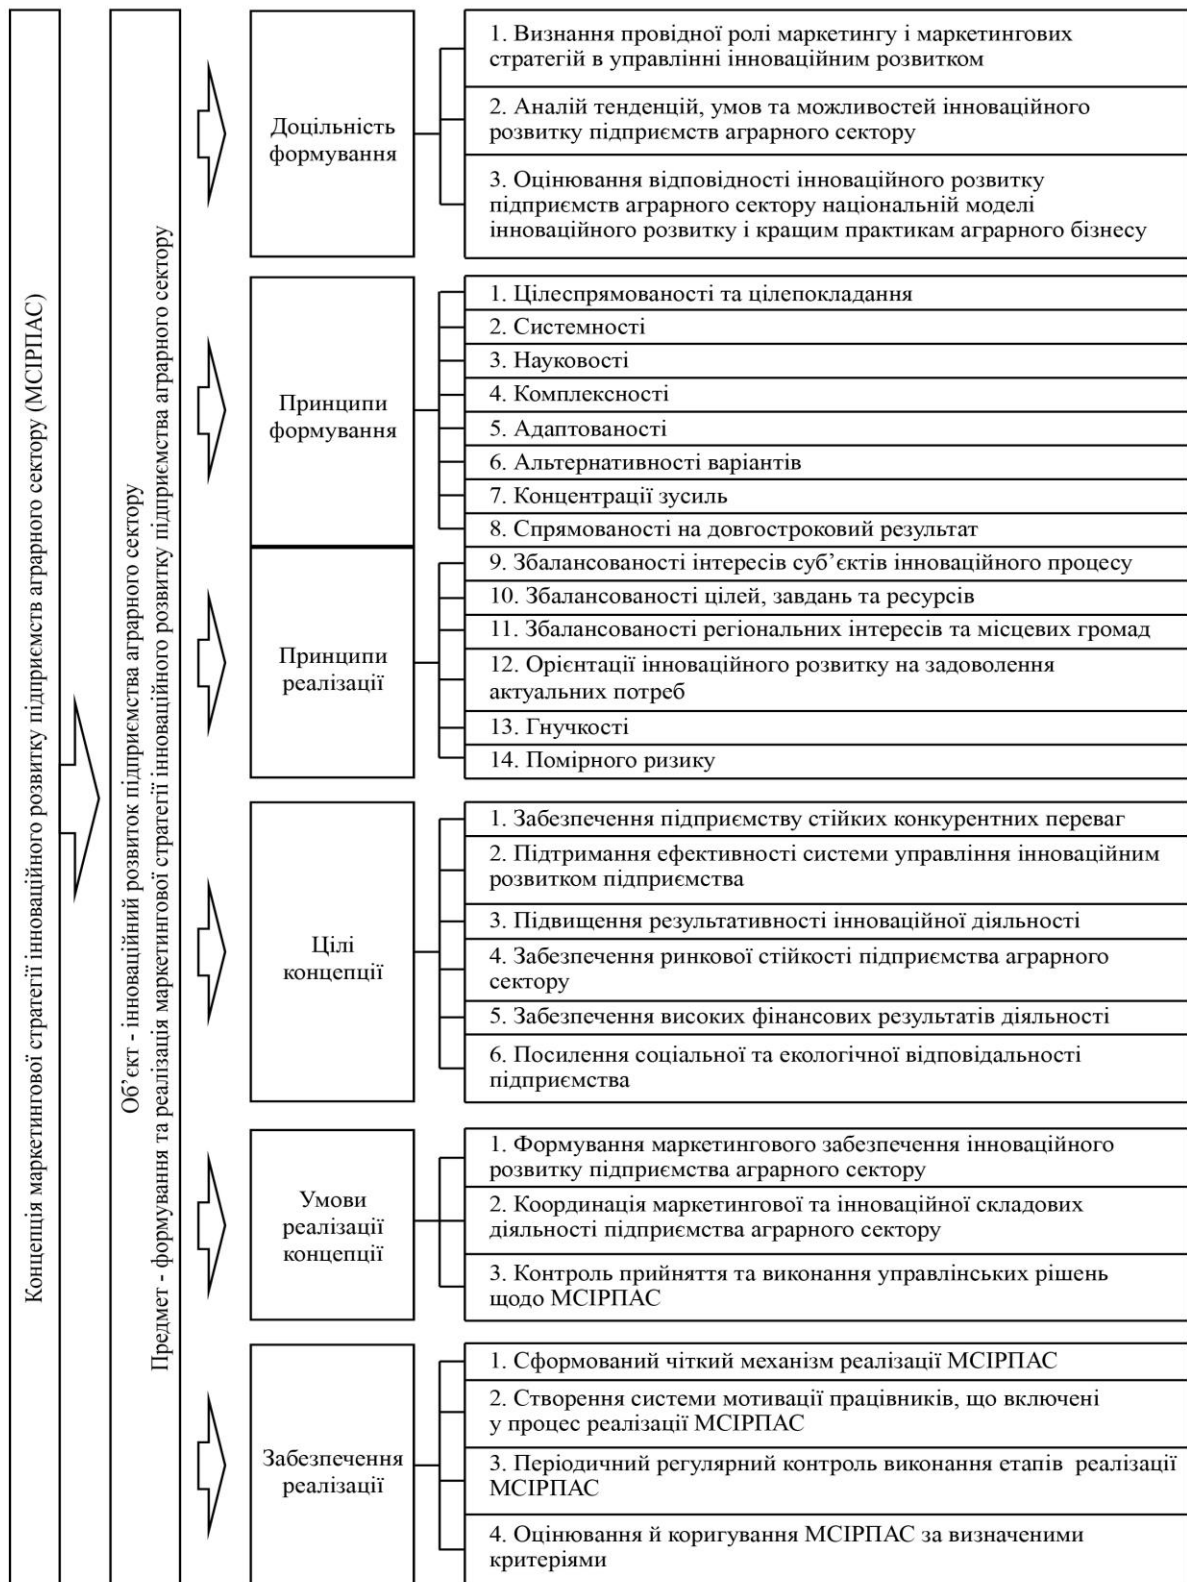 Концепція маркетингової стратегії інноваційного розвитку підприємств аграрного сектору (МСІРПАС)
Об’єкт - інноваційний розвиток підприємства аграрного сектору
Предмет - формування та реалізація маркетингової стратегії інноваційного розвитку підприємства аграрного сектору
Доцільність
формування
1. Визнання провідної ролі маркетингу і маркетингових
стратегій в управлінні інноваційним розвитком
2. Аналій тенденцій, умов та можливостей інноваційного
розвитку підприємств аграрного сектору
3. Оцінювання відповідності інноваційного розвитку
підприємств аграрного сектору національній моделі
інноваційного розвитку і кращим практикам аграрного бізнесу
Принципи
формування
1. Цілеспрямованості та цілепокладання
2. Системності
3. Науковості
4. Комплексності
5. Адаптованості
6. Альтернативності варіантів
7. Концентрації зусиль
8. Спрямованості на довгостроковий результат
Принципи
реалізації
9. Збалансованості інтересів суб’єктів інноваційного процесу
10. Збалансованості цілей, завдань та ресурсів
11. Збалансованості регіональних інтересів та місцевих громад
12. Орієнтації інноваційного розвитку на задоволення
актуальних потреб
13. Гнучкості
14. Помірного ризику
Цілі
концепції
1. Забезпечення підприємству стійких конкурентних переваг
2. Підтримання ефективності системи управління інноваційним
розвитком підприємства
3. Підвищення результативності інноваційної діяльності
4. Забезпечення ринкової стійкості підприємства аграрного
сектору
5. Забезпечення високих фінансових результатів діяльності
6. Посилення соціальної та екологічної відповідальності
підприємства
Умови
реалізації
концепції
1. Формування маркетингового забезпечення інноваційного
розвитку підприємства аграрного сектору
2. Координація маркетингової та інноваційної складових
діяльності підприємства аграрного сектору
3. Контроль прийняття та виконання управлінських рішень
щодо МСІРПАС
Забезпечення
реалізації
1. Сформований чіткий механізм реалізації МСІРПАС
2. Створення системи мотивації працівників, що включені
у процес реалізації МСІРПАС
3. Періодичний регулярний контроль виконання етапів реалізації
МСІРПАС
4. Оцінювання й коригування МСІРПАС за визначеними
критеріями